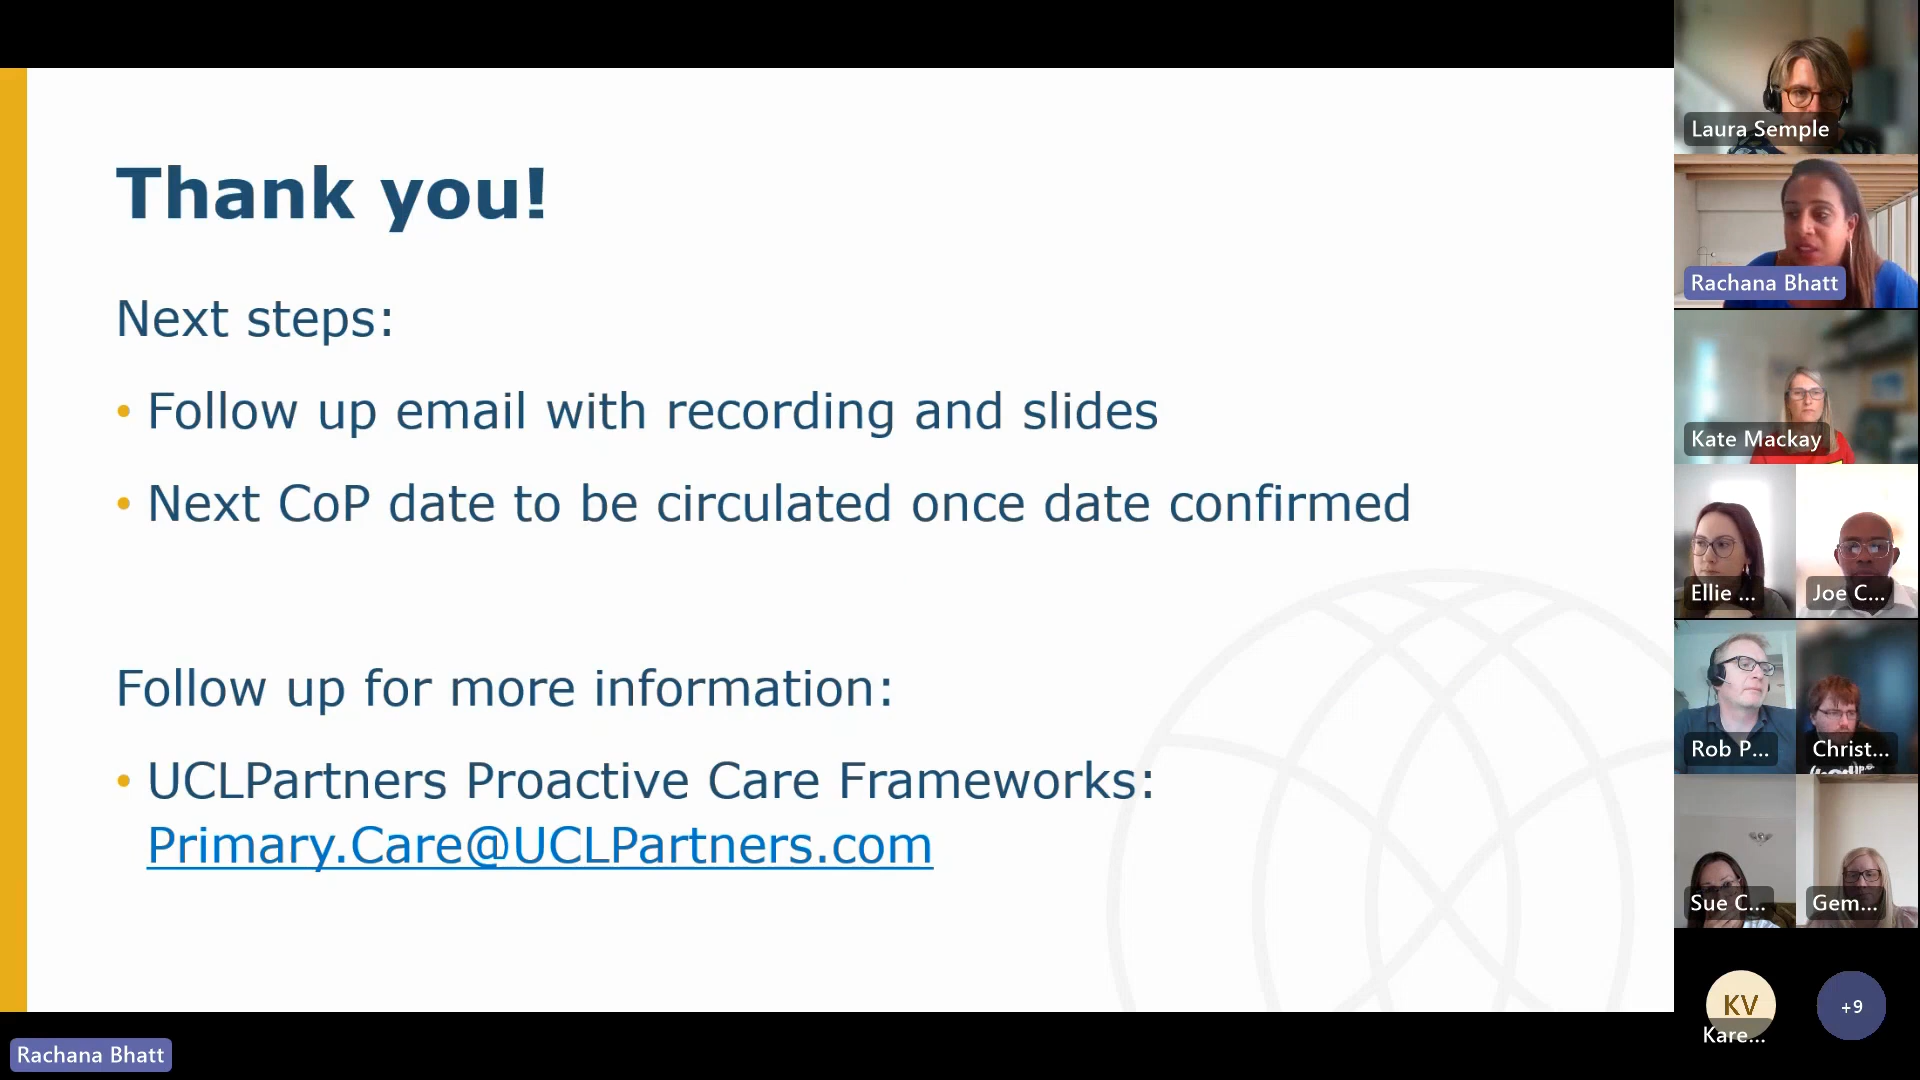 Thank you!
Next steps:
• Follow up email with recording and slides
• Next CoP date to be circulated once date confirmed
Follow up for more information:
• UCLPartners Proactive Care Frameworks:
Primary.Care@UCLPartners.com
Rachana Bhatt
Laura Semple
Rachana Bhatt
Kate Mackay
Ellie ...
Joe C...
Rob P...
Christ...
Sue C...
Gem...
KV
Kare...
+9